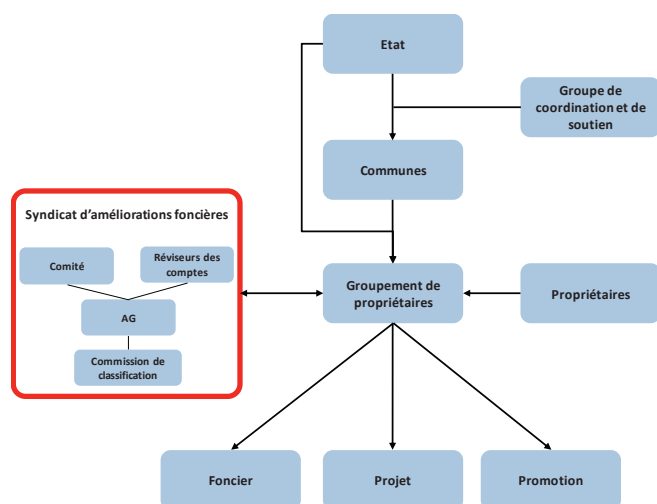 Etat
Groupe de
coordination et de
soutien
Communes
Syndicat d'améliorations foncières
Comité
Réviseurs des
comptes
AG
Commission de
classification
Groupement de
propriétaires
Propriétaires
Foncier
Projet
Promotion